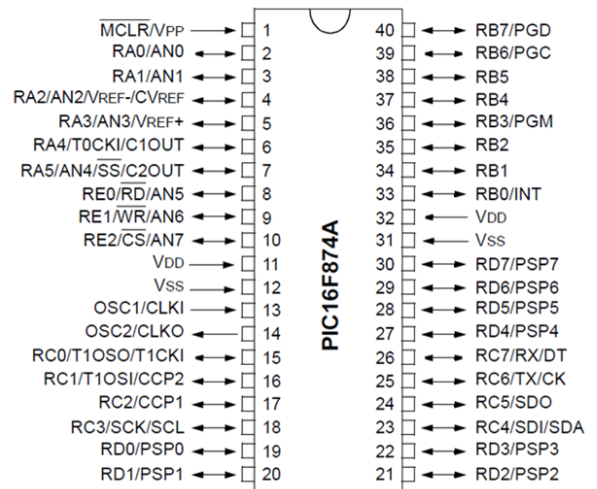 MCLR/VPP 1 40 RB7/PGD
RA0/AN0 2 39 RB6/PGC
RA1/AN1 3 38 RB5
RA2/AN2/VREF-/CVREF 4 37 RB4
RA3/AN3/VREF+ 5 36 RB3/PGM
RA4/T0CKI/C1OUT 6 35 RB2
RA5/AN4/SS/C2OUT 7 34 RB1
RE0/RD/AN5 8 33 RB0/INT
RE1/WR/AN6 9 32 VDD
RE2/CS/AN7 10 31 VSS
VDD 11 30 RD7/PSP7
VSS 12 29 RD6/PSP6
OSC1/CLKI 13 28 RD5/PSP5
OSC2/CLKO 14 27 RD4/PSP4
RC0/T1OSO/T1CKI 15 26 RC7/RX/DT
RC1/T1OSI/CCP2 16 25 RC6/TX/CK
RC2/CCP1 17 24 RC5/SDO
RC3/SCK/SCL 18 23 RC4/SDI/SDA
RD0/PSP0 19 22 RD3/PSP3
RD1/PSP1 20 21 RD2/PSP2
PIC16F874A